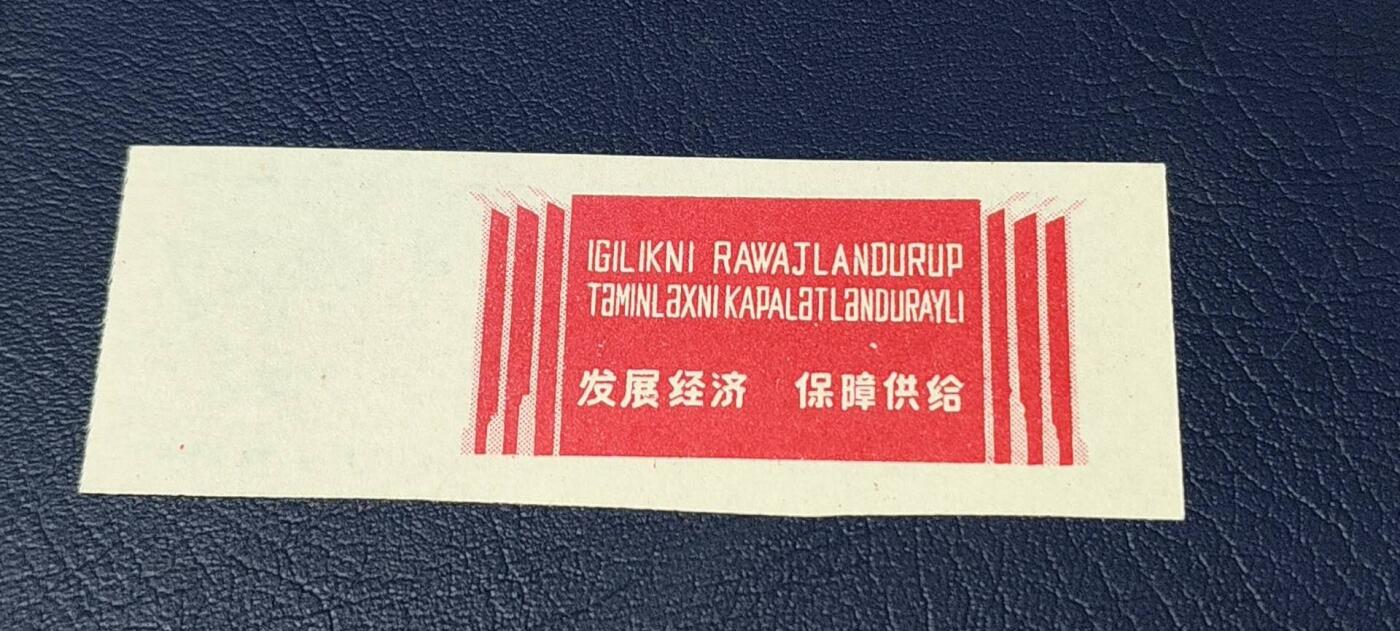 IGILIKNI RAWAJLANDURUP
TəMINLəXNI KAPALəTLəNDURAYLI
发展经济 保障供给